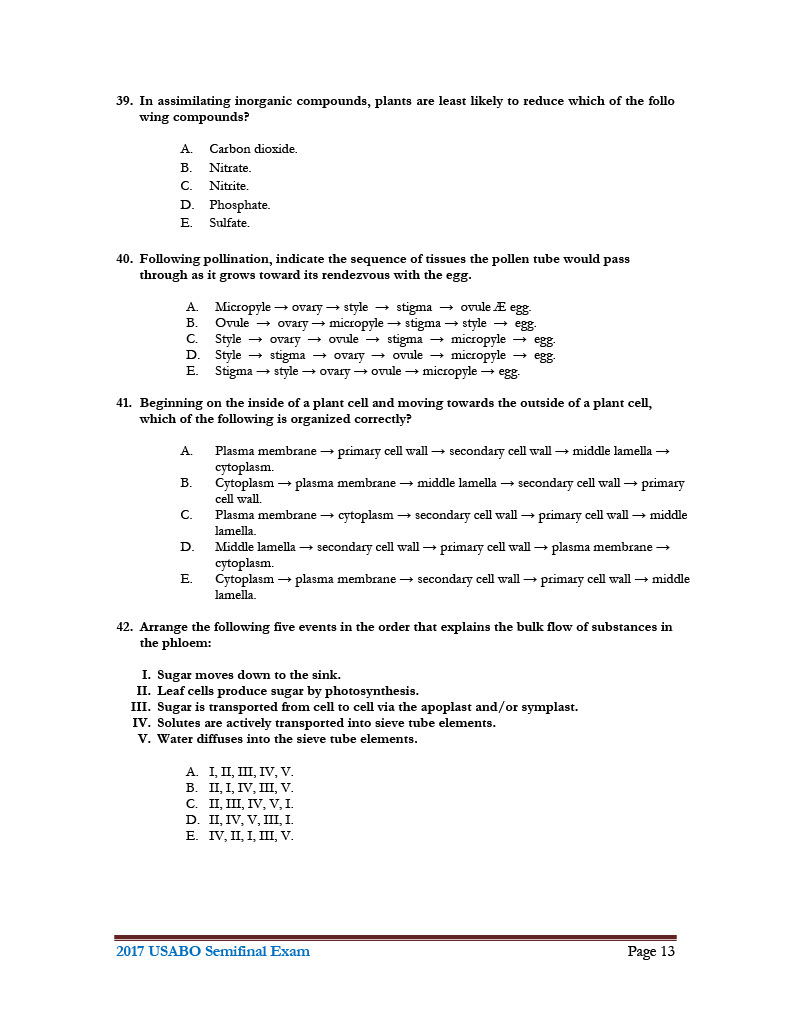 39. In assimilating inorganic compounds, plants are least likely to reduce which of the follo
wing compounds?
A. Carbon dioxide.
B. Nitrate.
C. Nitrite.
D. Phosphate.
E. Sulfate.
40. Following pollination, indicate the sequence of tissues the pollen tube would pass
through as it grows toward its rendezvous with the egg.
A. Micropyle → ovary → style → stigma → ovule Æ egg.
B. Ovule → ovary → micropyle → stigma → style → egg.
C. Style → ovary → ovule → stigma → micropyle → egg.
D. Style → stigma → ovary → ovule → micropyle → egg.
E. Stigma → style → ovary → ovule → micropyle → egg.
41. Beginning on the inside of a plant cell and moving towards the outside of a plant cell,
which of the following is organized correctly?
A. Plasma membrane → primary cell wall → secondary cell wall → middle lamella →
cytoplasm.
B. Cytoplasm → plasma membrane → middle lamella → secondary cell wall → primary
cell wall.
C. Plasma membrane → cytoplasm → secondary cell wall → primary cell wall → middle
lamella.
D. Middle lamella → secondary cell wall → primary cell wall → plasma membrane →
cytoplasm.
E. Cytoplasm → plasma membrane → secondary cell wall → primary cell wall → middle
lamella.
42. Arrange the following five events in the order that explains the bulk flow of substances in
the phloem:
I. Sugar moves down to the sink.
II. Leaf cells produce sugar by photosynthesis.
III. Sugar is transported from cell to cell via the apoplast and/or symplast.
IV. Solutes are actively transported into sieve tube elements.
V. Water diffuses into the sieve tube elements.
A. I, II, III, IV, V.
B. II, I, IV, III, V.
C. II, III, IV, V, I.
D. II, IV, V, III, I.
E. IV, II, I, III, V.
2017 USABO Semifinal Exam Page 13